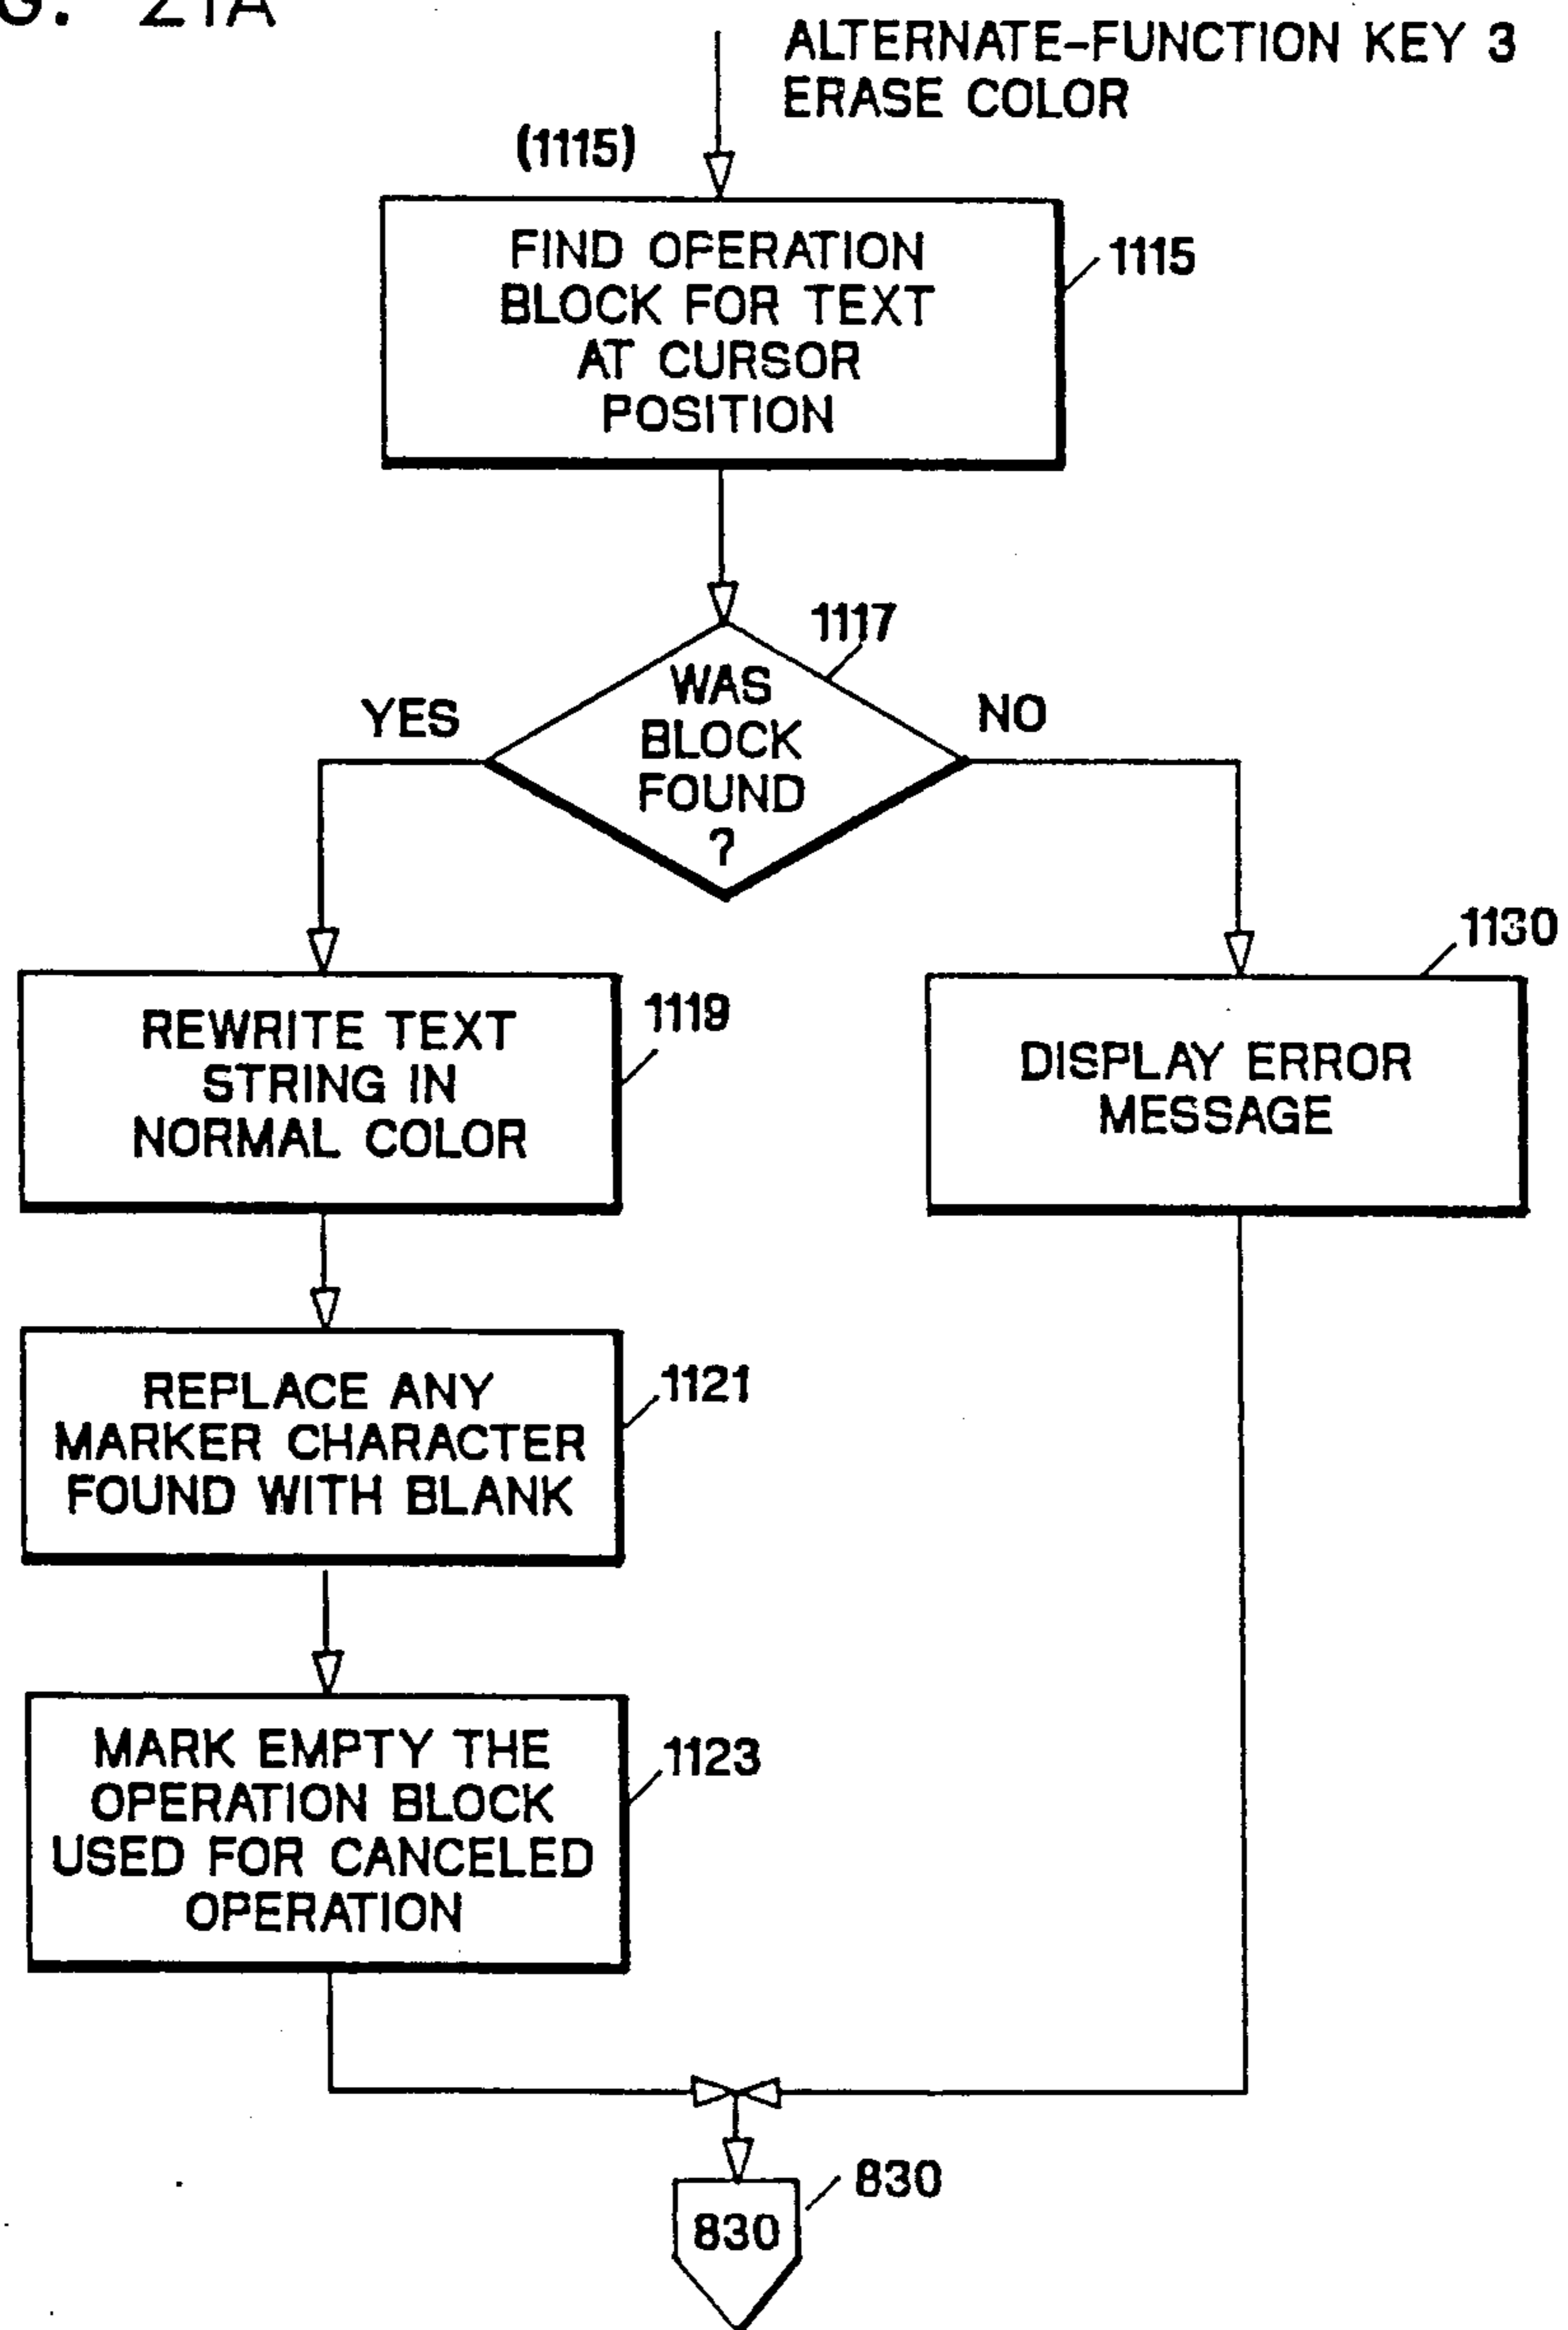 G. 21A
ALTERNATE-FUNCTION KEY 3
ERASE COLOR
(1115)
FIND OPERATION
BLOCK FOR TEXT
AT CURSOR
POSITION
1115
1117
WAS
BLOCK
FOUND
?
YES
NO
1119
REWRITE TEXT
STRING IN
NORMAL COLOR
1130
DISPLAY ERROR
MESSAGE
1121
REPLACE ANY
MARKER CHARACTER
FOUND WITH BLANK
1123
MARK EMPTY THE
OPERATION BLOCK
USED FOR CANCELED
OPERATION
830
830